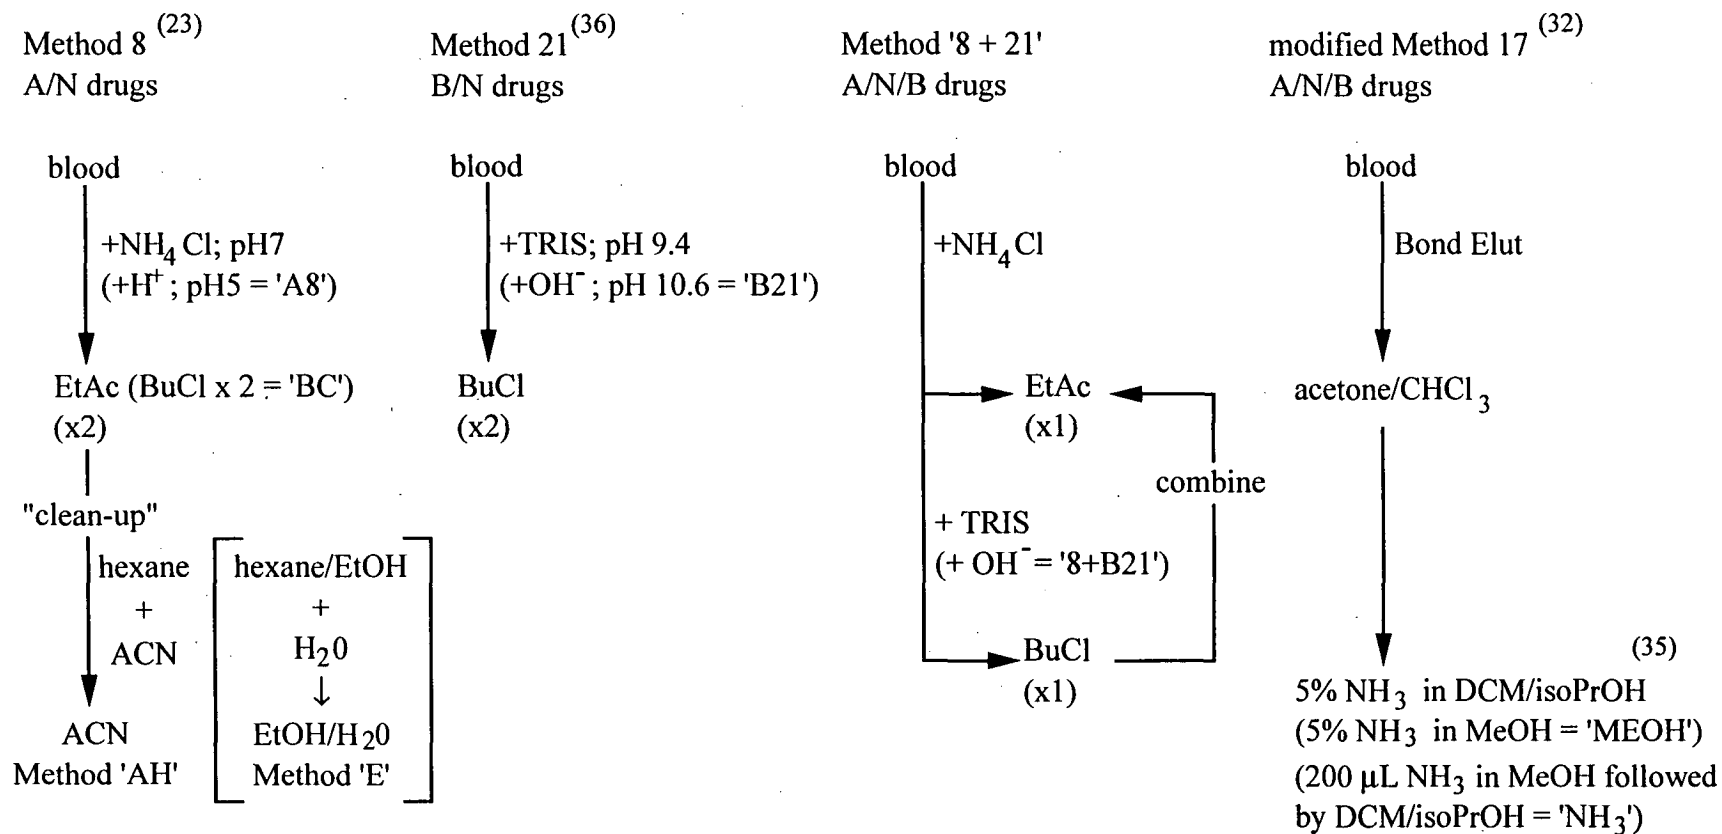 Method 8 (23)
A/N drugs
blood
+NH4 Cl; pH7
(+H+; pH5 = 'A8')
EtAc (BuCl x 2 = 'BC')
(x2)
"clean-up"
hexane
+
ACN
ACN
Method 'AH'
hexane/EtOH
+
H20
↓
EtOH/H20
Method 'E'
Method 21 (36)
B/N drugs
blood
+TRIS; pH 9.4
(+OH-; pH 10.6 = 'B21')
BuCl
(x2)
Method '8 + 21'
A/N/B drugs
blood
+NH4Cl
EtAc
(x1)
combine
+ TRIS
(+ OH- = '8+B21')
BuCl
(x1)
modified Method 17 (32)
A/N/B drugs
blood
Bond Elut
acetone/CHCl3
(35)
5% NH3 in DCM/isoPrOH
(5% NH3 in MeOH = 'MEOH')
(200 µL NH3 in MeOH followed
by DCM/isoPrOH = 'NH3')